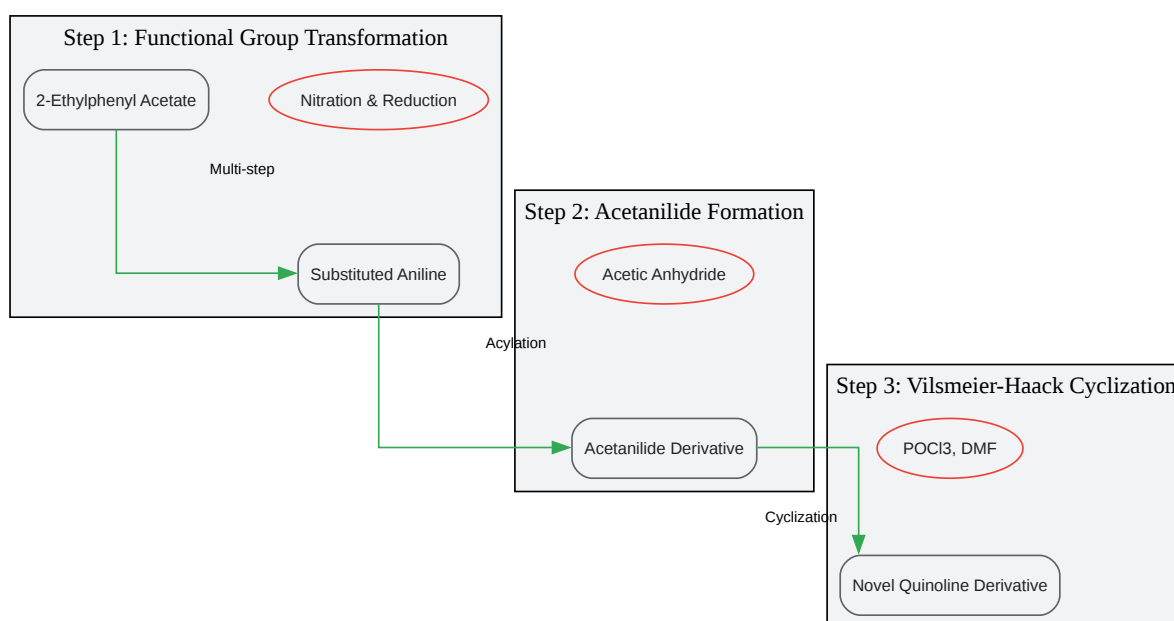 Step 1: Functional Group Transformation
2-Ethylphenyl Acetate
Nitration & Reduction
Multi-step
Substituted Aniline
Step 2: Acetanilide Formation
Acetic Anhydride
Acylation
Acetanilide Derivative
Step 3: Vilsmeier-Haack Cyclization
POCl3, DMF
Cyclization
Novel Quinoline Derivative